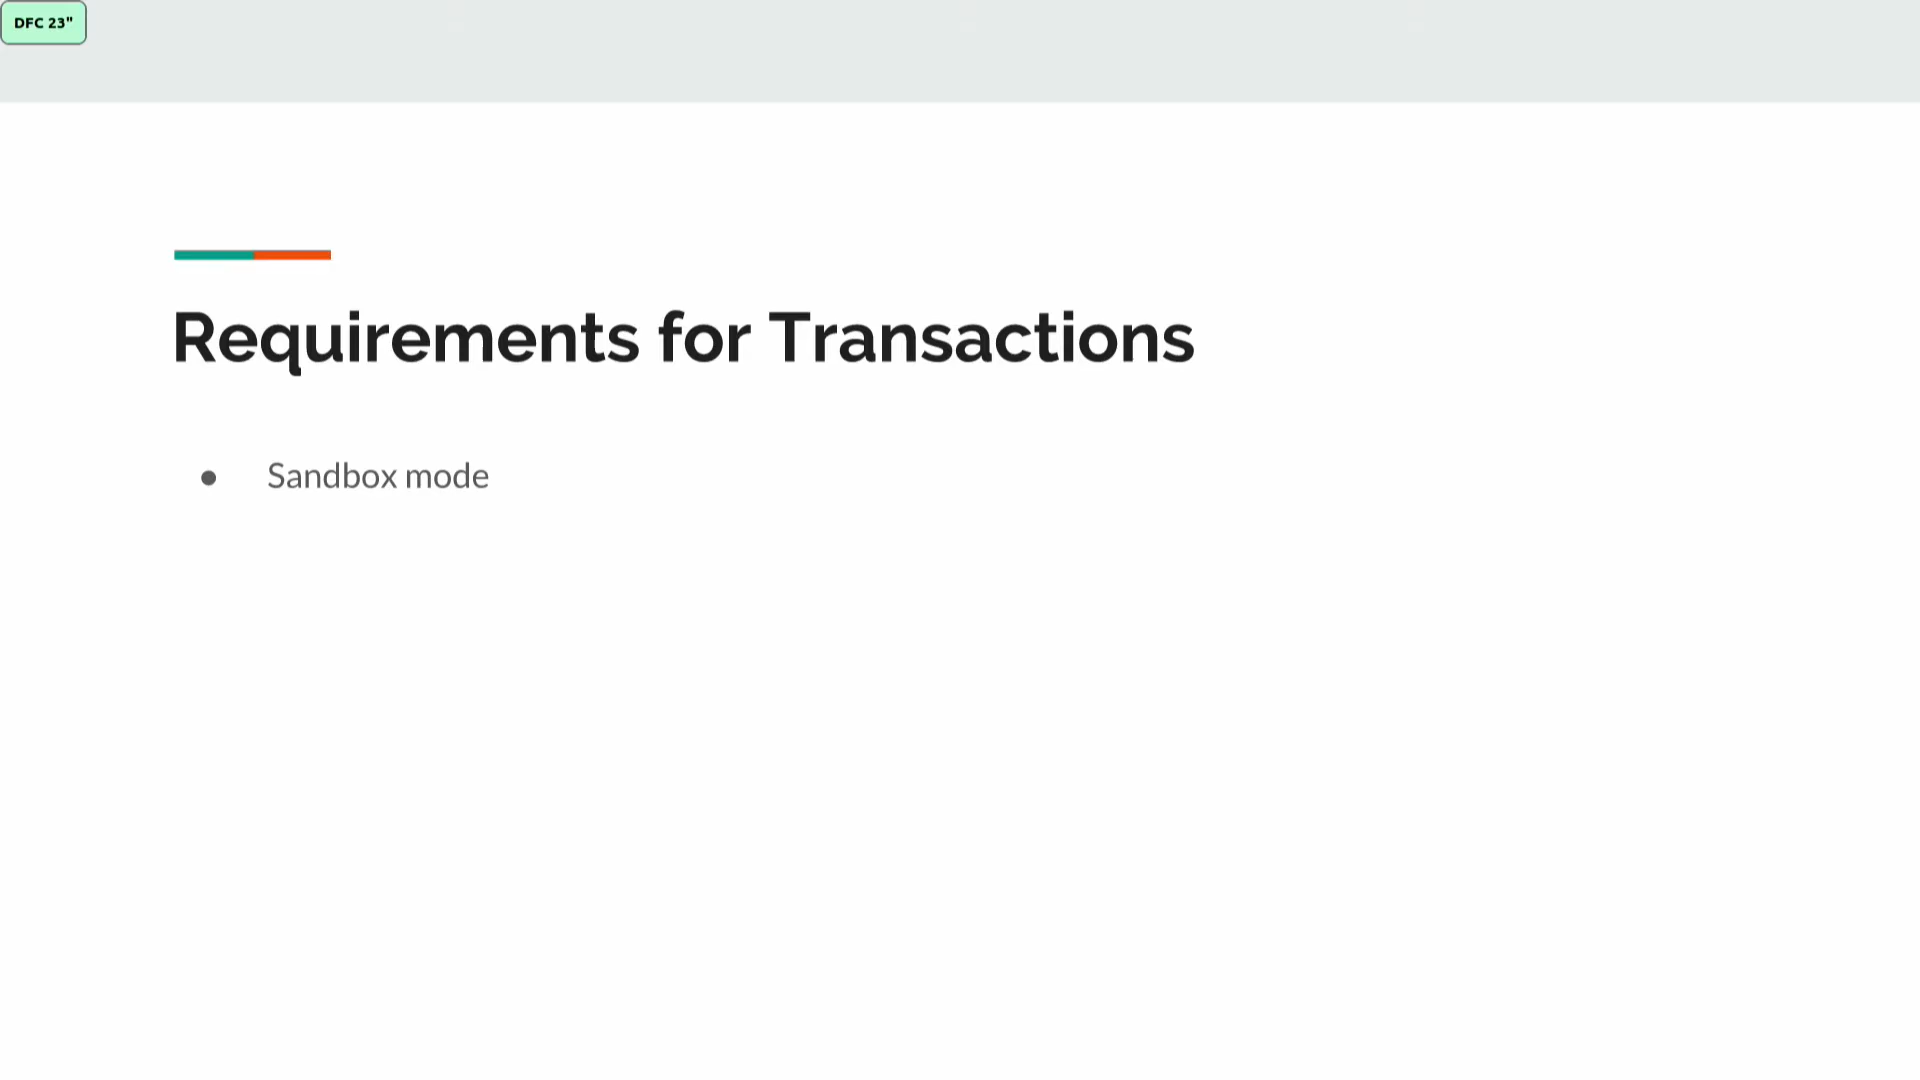 DFC 23"
Requirements for Transactions
● Sandbox mode